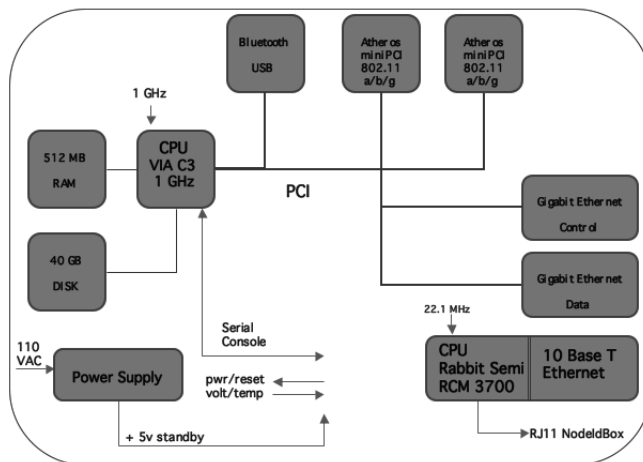 Bluetooth
USB
Atheros
miniPCI
802.11
a/b/g
Atheros
miniPCI
802.11
a/b/g
1 GHz
512 MB
RAM
CPU
VIA C3
1 GHz
PCI
Gigabit Ethernet
Control
40 GB
DISK
Gigabit Ethernet
Data
22.1 MHz
Serial
Console
110
VAC
Power Supply
pwr/reset
volt/temp
CPU
Rabbit Semi
RCM 3700
10 Base T
Ethernet
+ 5v standby
RJ11 NodeIdBox